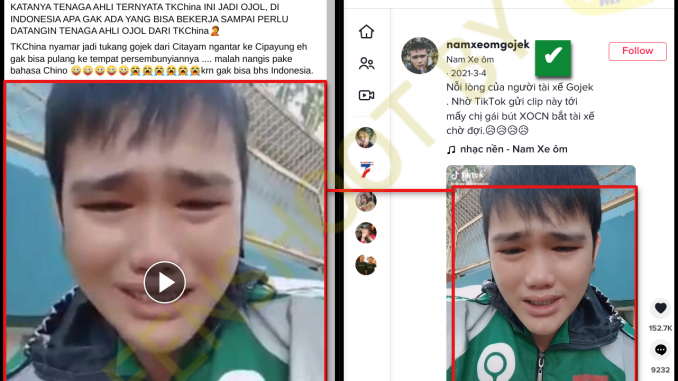 KATANYA TENAGA AHLI TERNYATA TKChina INI JADI OJOL, DI
INDONESIA APA GAK ADA YANG BISA BEKERJA SAMPAI PERLU
DATANGIN TENAGA AHLI OJOL DARI TKChina🤦
TKChina nyamar jadi tukang gojek dari Citayam ngantar ke Cipayung eh
gak bisa pulang ke tempat persembunyiannya .... malah nangis pake
bahasa Chino 😀😀😀😀😀😭😭😭😭😭😭krn gak bisa bhs Indonesia.
namxeomgojek
Nam Xe ôm
· 2021-3-4
Follow
Nỗi lòng của người tài xế Gojek
. Nhờ TikTok gửi clip này tới
mấy chị gái bút XOCN bắt tài xế
chờ đợi.😥😥😥😥
♫ nhạc nền - Nam Xe ôm
TikTok
152.7K
9232